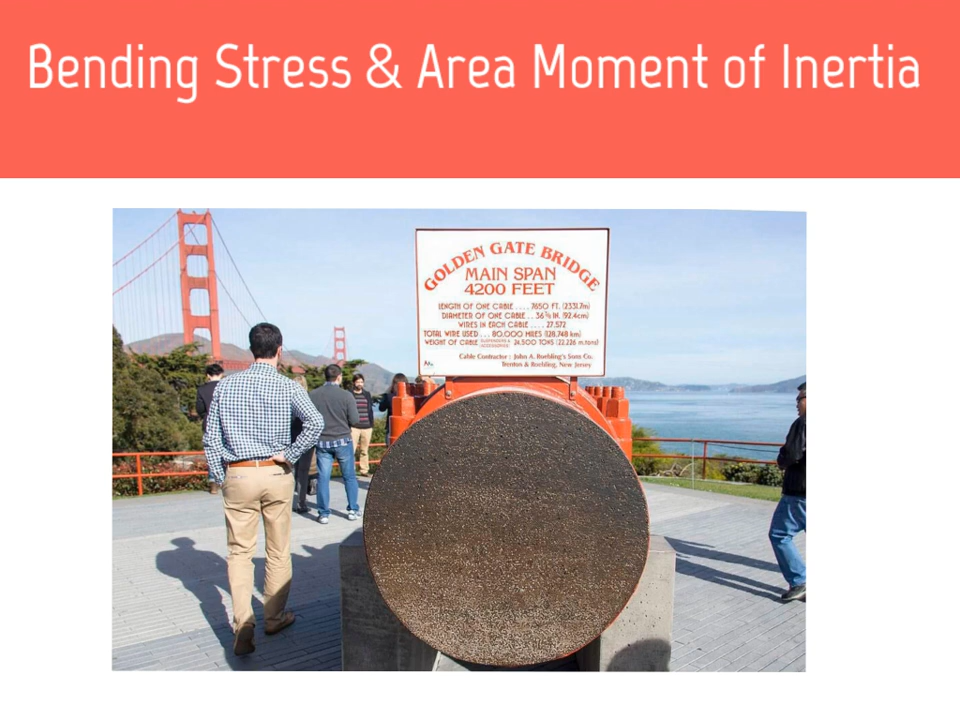 Bending Stress & Area Moment of Inertia
GOLDEN GATE BRIDGE
MAIN SPAN
4200 FEET
LENGTH OF ONE CABLE .... 7650 FT. (2331.7m)
DIAMETER OF ONE CABLE .. 36 3/8 IN. (92.4cm)
WIRES IN EACH CABLE .... 27,572
TOTAL WIRE USED ... 80,000 MILES (128,748 km)
WEIGHT OF CABLE SUSPENDERS & ACCESSORIES 24,500 TONS (22,226 m.tons)
Cable Contractor : John A. Roebling's Sons Co.
Trenton & Roebling, New Jersey